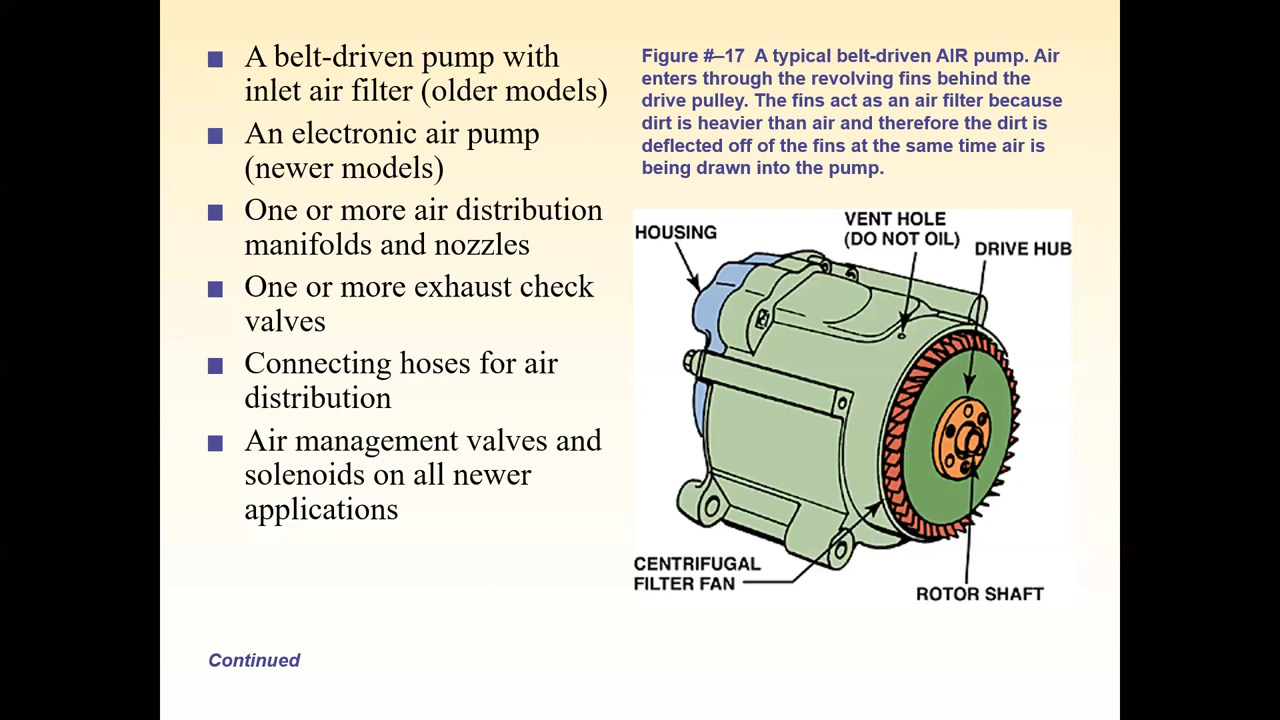 A belt-driven pump with
inlet air filter (older models)
An electronic air pump
(newer models)
One or more air distribution
manifolds and nozzles
One or more exhaust check
valves
Connecting hoses for air
distribution
Air management valves and
solenoids on all newer
applications
Figure #–17 A typical belt-driven AIR pump. Air
enters through the revolving fins behind the
drive pulley. The fins act as an air filter because
dirt is heavier than air and therefore the dirt is
deflected off of the fins at the same time air is
being drawn into the pump.
HOUSING
VENT HOLE
(DO NOT OIL)
DRIVE HUB
CENTRIFUGAL
FILTER FAN
ROTOR SHAFT
Continued